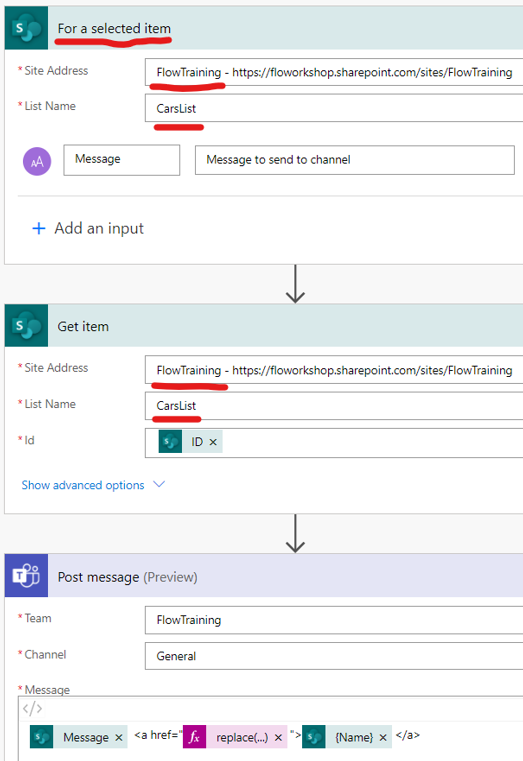 For a selected item
* Site Address
FlowTraining - https://floworkshop.sharepoint.com/sites/FlowTraining
* List Name
CarsList
AA
Message
Message to send to channel
+ Add an input
Get item
* Site Address
FlowTraining - https://floworkshop.sharepoint.com/sites/FlowTraining
* List Name
CarsList
* Id
S ID ×
Show advanced options
Post message (Preview)
* Team
FlowTraining
* Channel
General
* Message
</>
S Message × <a href=" fx replace(...) × "> S {Name} × </a>